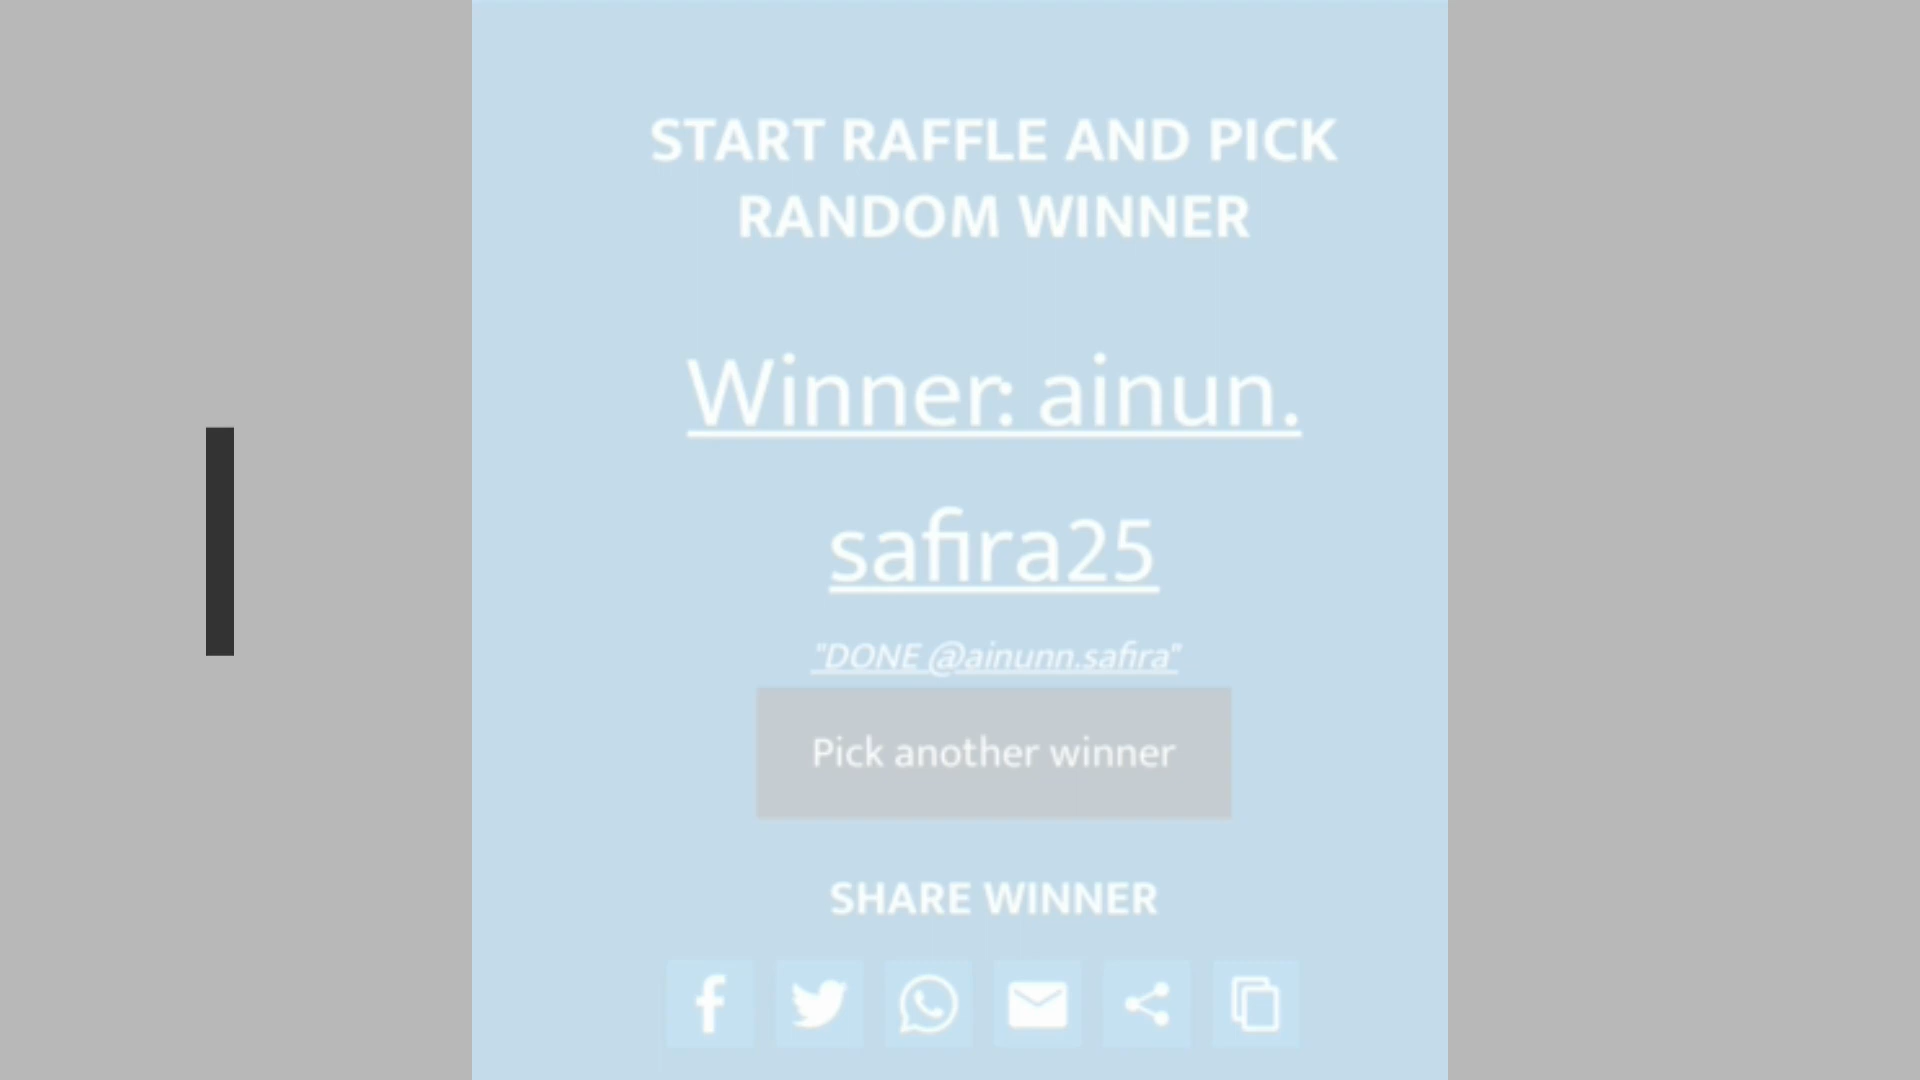 START RAFFLE AND PICK
RANDOM WINNER
Winner: ainun.
safira25
"DONE @ainunn.safira"
Pick another winner
SHARE WINNER